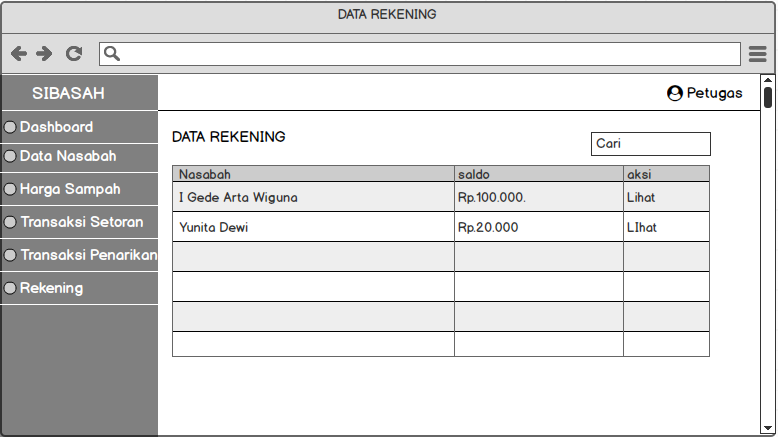 DATA REKENING
SIBASAH
Petugas
Dashboard
Data Nasabah
Harga Sampah
Transaksi Setoran
Transaksi Penarikan
Rekening
DATA REKENING
Cari
Nasabah saldo aksi
I Gede Arta Wiguna Rp.100.000. Lihat
Yunita Dewi Rp.20.000 LIhat